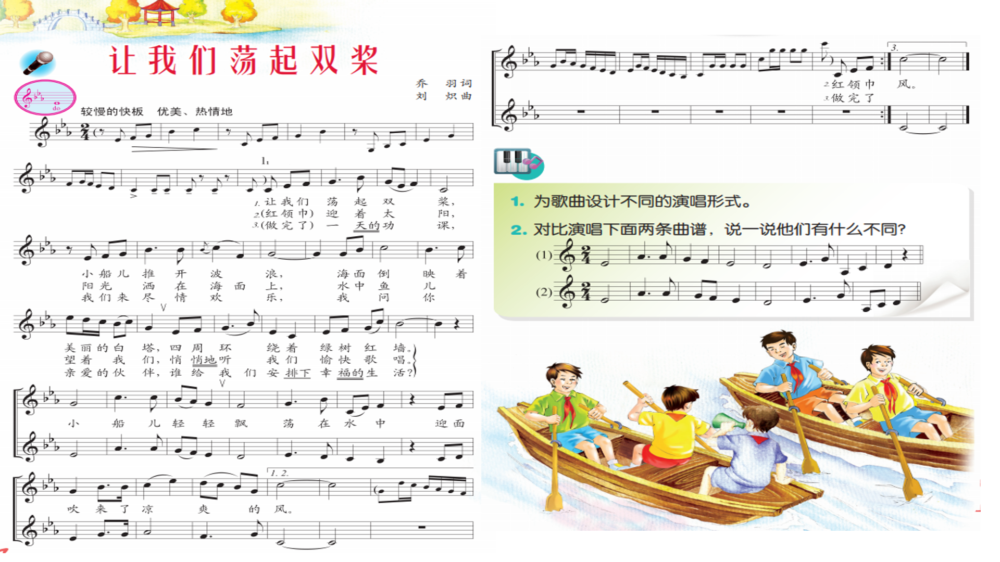 让我们荡起双桨
乔 羽词
刘 炽曲
do
较慢的快板 优美、热情地
1.让我们 荡 起 双 桨，
2.(红领巾) 迎 着 太 阳，
3.(做完了) 一 天的功 课，
小船儿 推 开 波 浪， 海面倒 映 着
阳光 洒 在 海 面 上， 水中鱼 儿
我们来 尽 情 欢 乐， 我 问 你
美丽的白 塔，四 周 环 绕着 绿树 红 墙。
望着 我 们，悄 悄地听 我们 愉快 歌 唱。
亲爱的伙 伴，谁 给 我 们 安 排下 幸 福的生 活？
小 船 儿 轻 轻 飘 荡 在 水 中 迎面
1. 2.
吹 来 了 凉 爽 的 风。
3.
2.红领巾 风。
3.做完了
1. 为歌曲设计不同的演唱形式。
2. 对比演唱下面两条曲谱，说一说他们有什么不同?
(1)
(2)